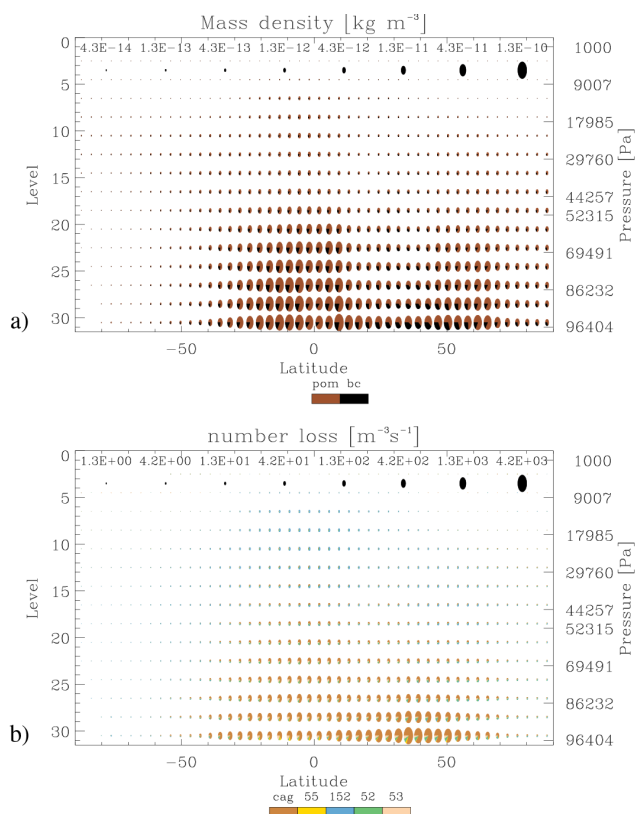 Mass density [kg m⁻³]
0 4.3E−14 1.3E−13 4.3E−13 1.3E−12 4.3E−12 1.3E−11 4.3E−11 1.3E−10 1000
5 9007
10 17985
15 29760
44257
20 52315
25 69491
86232
30 96404
Level
Pressure [Pa]
a)
−50 0 50
Latitude
pom bc
number loss [m⁻³s⁻¹]
0 1.3E+00 4.2E+00 1.3E+01 4.2E+01 1.3E+02 4.2E+02 1.3E+03 4.2E+03 1000
5 9007
10 17985
15 29760
44257
20 52315
25 69491
86232
30 96404
Level
Pressure [Pa]
b)
−50 0 50
Latitude
cag 55 152 52 53